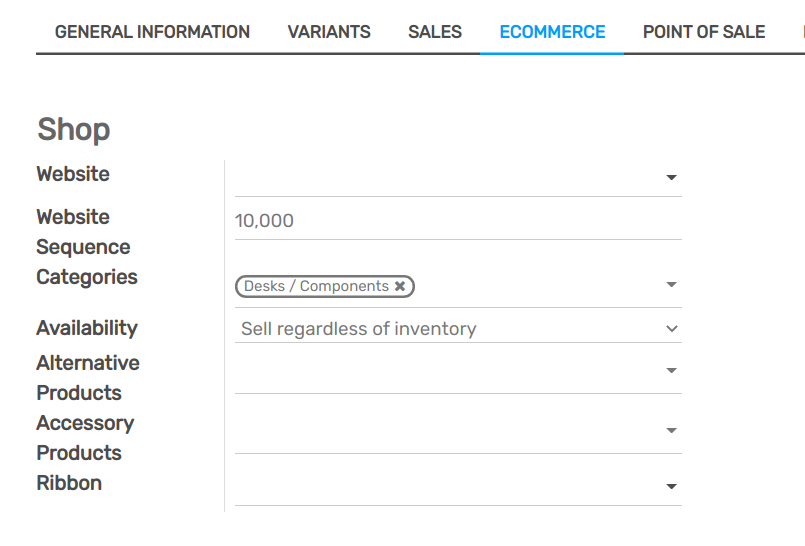 GENERAL INFORMATION VARIANTS SALES ECOMMERCE POINT OF SALE
Shop
Website
Website 10,000
Sequence
Categories Desks / Components ✖
Availability Sell regardless of inventory
Alternative
Products
Accessory
Products
Ribbon